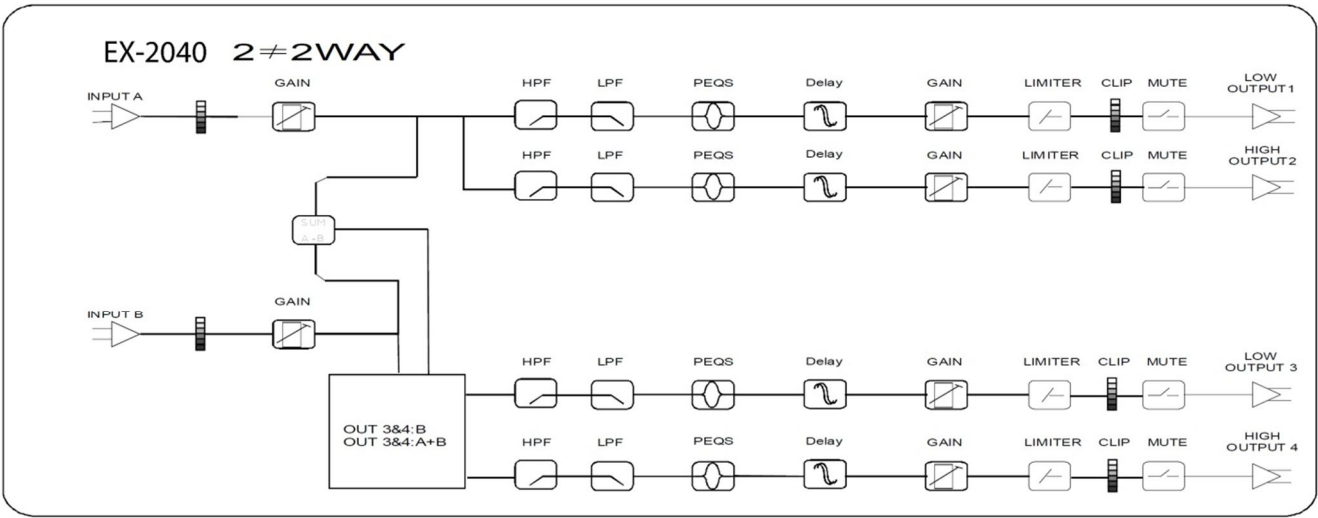 EX-2040 2≠2WAY
INPUT A
GAIN
HPF LPF PEQS Delay GAIN LIMITER CLIP MUTE
LOW
OUTPUT1
HPF LPF PEQS Delay GAIN LIMITER CLIP MUTE
HIGH
OUTPUT2
SUM
A+B
INPUT B
GAIN
OUT 3&4:B
OUT 3&4:A+B
HPF LPF PEQS Delay GAIN LIMITER CLIP MUTE
LOW
OUTPUT 3
HPF LPF PEQS Delay GAIN LIMITER CLIP MUTE
HIGH
OUTPUT 4